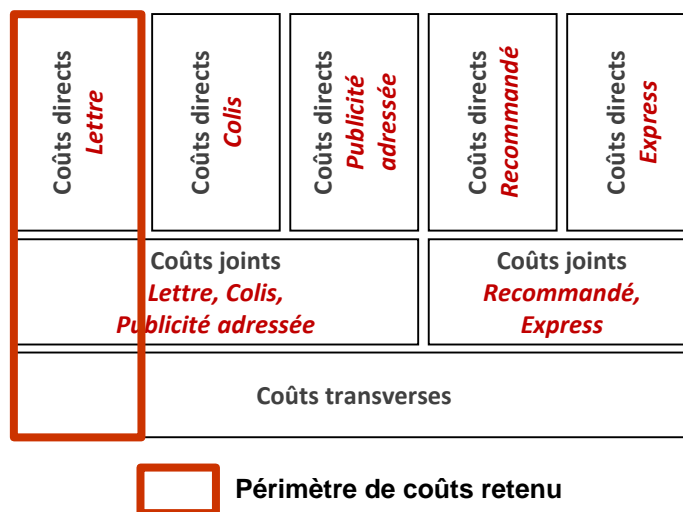 Coûts directs
Lettre
Coûts directs
Colis
Coûts directs
Publicité
adressée
Coûts directs
Recommandé
Coûts directs
Express
Coûts joints
Lettre, Colis,
Publicité adressée
Coûts joints
Recommandé,
Express
Coûts transverses
Périmètre de coûts retenu